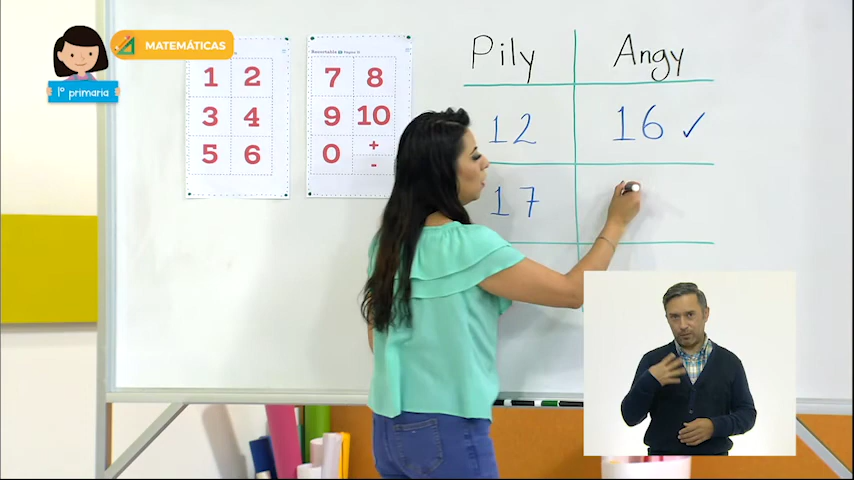 MATEMÁTICAS
1° primaria
1 2
3 4
5 6
Recortable
7 8
9 10
0 +
-
Pily Angy
12 16 ✓
17